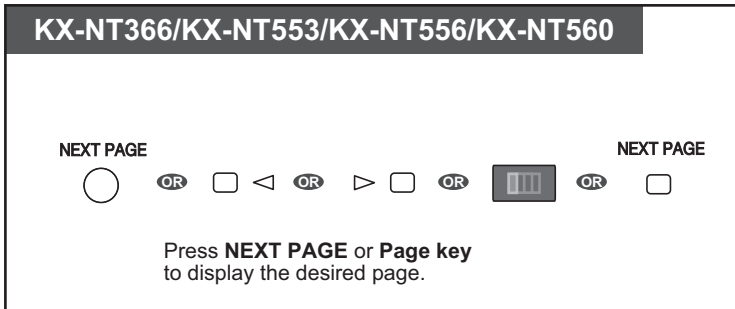 KX-NT366/KX-NT553/KX-NT556/KX-NT560
NEXT PAGE NEXT PAGE
OR OR OR OR
Press NEXT PAGE or Page key
to display the desired page.